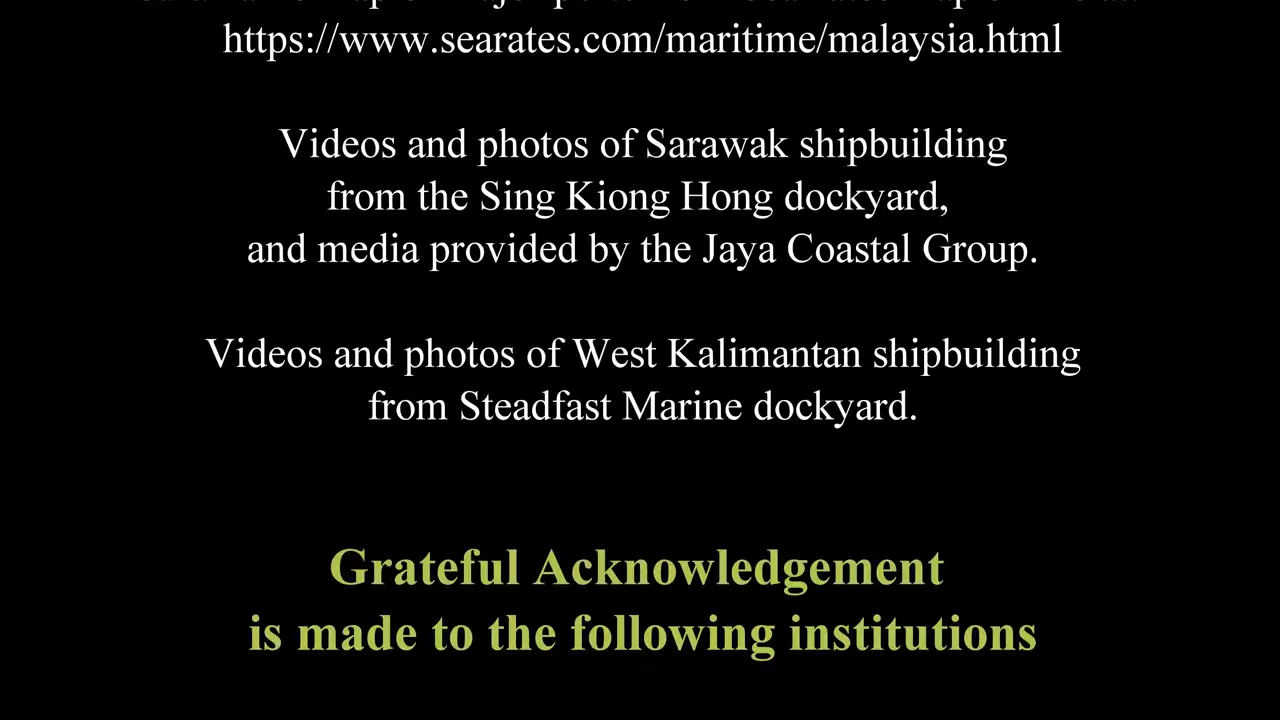 https://www.searates.com/maritime/malaysia.html
Videos and photos of Sarawak shipbuilding
from the Sing Kiong Hong dockyard,
and media provided by the Jaya Coastal Group.
Videos and photos of West Kalimantan shipbuilding
from Steadfast Marine dockyard.
Grateful Acknowledgement
is made to the following institutions